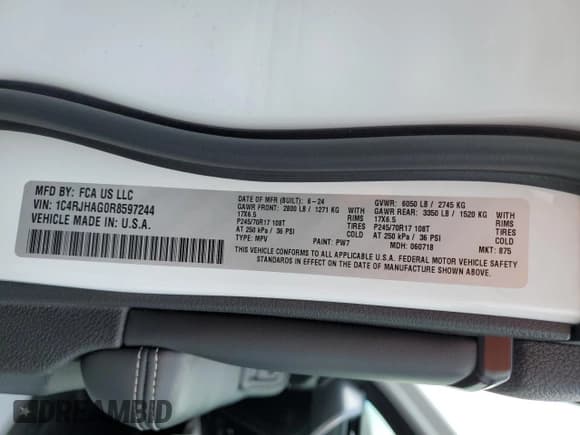 MFD BY: FCA US LLC
VIN: 1C4RJHAG0R8597244
VEHICLE MADE IN: U.S.A.
DATE OF MFR (BUILT): 6-24
GAWR FRONT: 2800 LB / 1271 KG WITH
17X6.5 RIMS
P245/70R17 108T TIRES
AT 250 kPa / 36 PSI COLD
TYPE: MPV PAINT: PW7
GVWR: 6050 LB / 2745 KG
GAWR REAR: 3350 LB / 1520 KG WITH
17X6.5 RIMS
P245/70R17 108T TIRES
AT 250 kPa / 36 PSI COLD
MDH: 060718 MKT: 875
THIS VEHICLE CONFORMS TO ALL APPLICABLE U.S.A. FEDERAL MOTOR VEHICLE SAFETY
STANDARDS IN EFFECT ON THE DATE OF MANUFACTURE SHOWN ABOVE.
DREAMBID